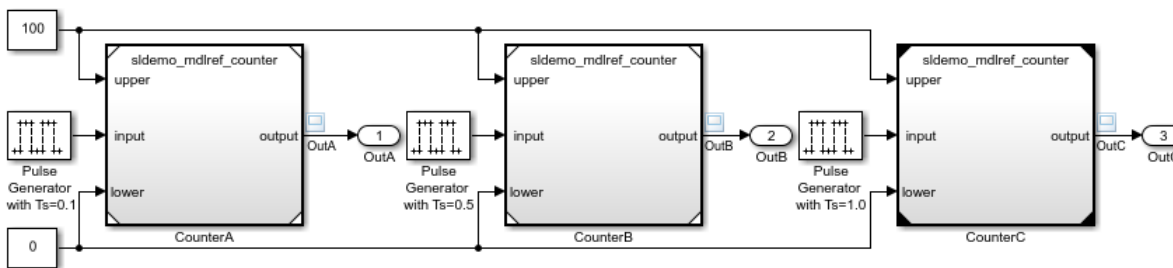 100
sldemo_mdlref_counter
upper
input
output
lower
CounterA
Pulse
Generator
with Ts=0.1
0
OutA
1
OutA
sldemo_mdlref_counter
upper
input
output
lower
CounterB
Pulse
Generator
with Ts=0.5
OutB
2
OutB
sldemo_mdlref_counter
upper
input
output
lower
CounterC
Pulse
Generator
with Ts=1.0
OutC
3